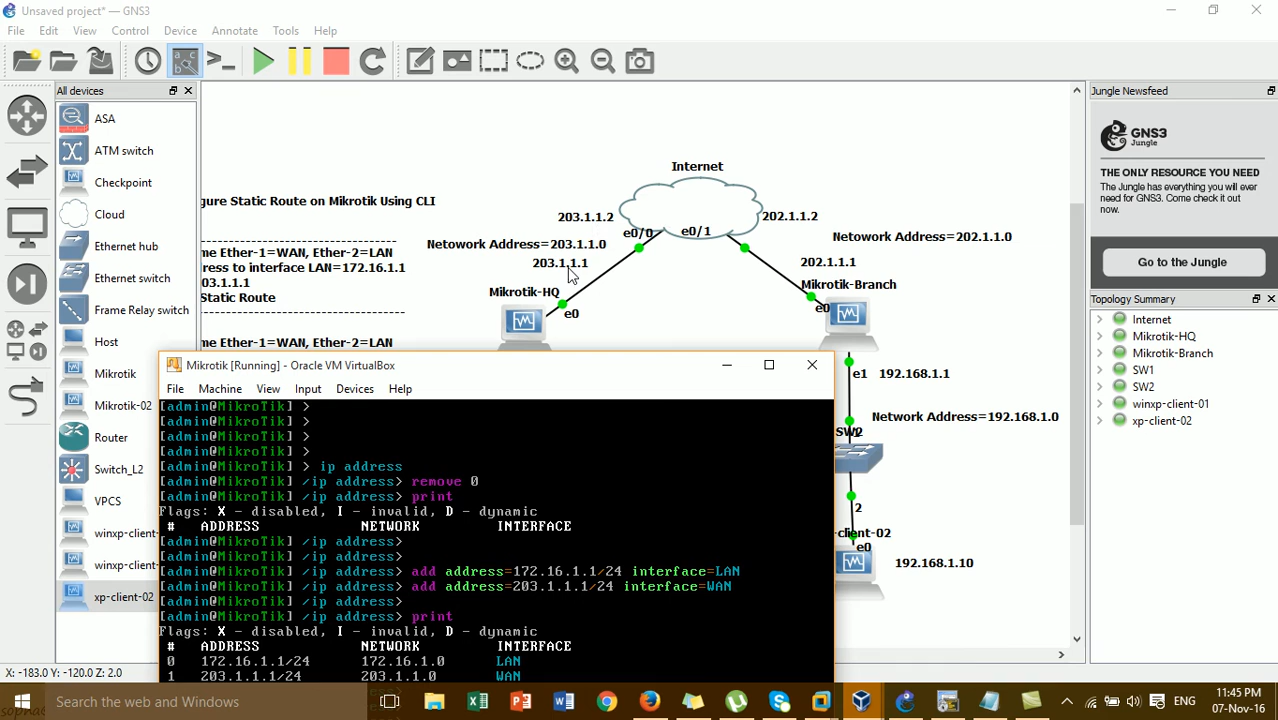 Unsaved project* — GNS3
File Edit View Control Device Annotate Tools Help
All devices
ASA
ATM switch
Checkpoint
Cloud
Ethernet hub
Ethernet switch
Frame Relay switch
Host
Mikrotik
Mikrotik-02
Router
Switch_L2
VPCS
winxp-client-
winxp-client-
xp-client-02
X: -183.0 Y: -120.0 Z: 2.0
gure Static Route on Mikrotik Using CLI
---------------------------------------
me Ether-1=WAN, Ether-2=LAN
dress to interface LAN=172.16.1.1
03.1.1.1
Static Route
me Ether-1=WAN, Ether-2=LAN
Internet
203.1.1.2
202.1.1.2
e0/0
e0/1
Netowork Address=203.1.1.0
Netowork Address=202.1.1.0
203.1.1.1
202.1.1.1
Mikrotik-HQ
Mikrotik-Branch
e0
e0
e1
192.168.1.1
Network Address=192.168.1.0
SW2
2
-client-02
e0
192.168.1.10
Mikrotik [Running] - Oracle VM VirtualBox
File Machine View Input Devices Help
[admin@MikroTik] >
[admin@MikroTik] >
[admin@MikroTik] >
[admin@MikroTik] >
[admin@MikroTik] > ip address
[admin@MikroTik] /ip address> remove 0
[admin@MikroTik] /ip address> print
Flags: X - disabled, I - invalid, D - dynamic
# ADDRESS NETWORK INTERFACE
[admin@MikroTik] /ip address>
[admin@MikroTik] /ip address>
[admin@MikroTik] /ip address> add address=172.16.1.1/24 interface=LAN
[admin@MikroTik] /ip address> add address=203.1.1.1/24 interface=WAN
[admin@MikroTik] /ip address>
[admin@MikroTik] /ip address> print
Flags: X - disabled, I - invalid, D - dynamic
# ADDRESS NETWORK INTERFACE
0 172.16.1.1/24 172.16.1.0 LAN
1 203.1.1.1/24 203.1.1.0 WAN
Jungle Newsfeed
GNS3
Jungle
THE ONLY RESOURCE YOU NEED
The Jungle has everything you will ever
need for GNS3. Come check it out
now.
Go to the Jungle
Topology Summary
Internet
Mikrotik-HQ
Mikrotik-Branch
SW1
SW2
winxp-client-01
xp-client-02
Search the web and Windows
ENG
11:45 PM
07-Nov-16